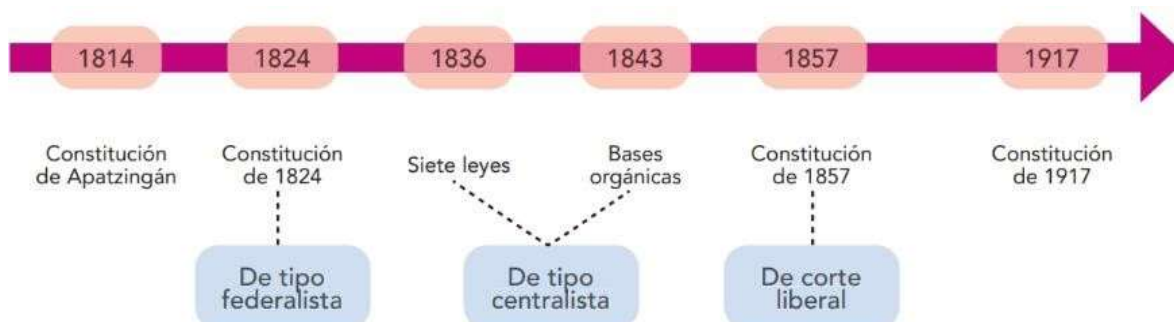 1814 1824 1836 1843 1857 1917
Constitución
de Apatzingán
Constitución
de 1824
Siete leyes
Bases
orgánicas
Constitución
de 1857
Constitución
de 1917
De tipo
federalista
De tipo
centralista
De corte
liberal